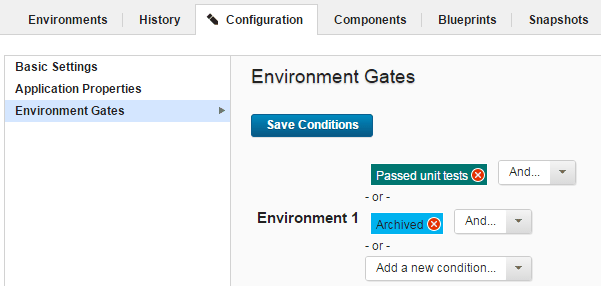 Environments History Configuration Components Blueprints Snapshots
Basic Settings
Application Properties
Environment Gates
Environment Gates
Save Conditions
Passed unit tests And...
- or -
Environment 1
Archived And...
- or -
Add a new condition...